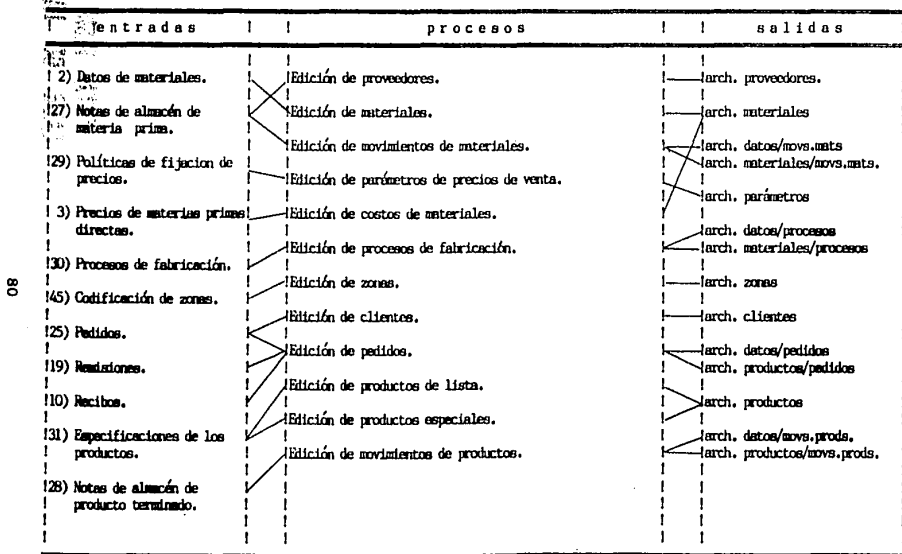 entradas procesos salidas
2) Datos de materiales. Edición de proveedores. arch. proveedores.
27) Notas de almacén de Edición de materiales. arch. materiales
materia prima.
Edición de movimientos de materiales. arch. datos/movs.mats
arch. materiales/movs.mats.
29) Políticas de fijacion de
precios. Edición de parámetros de precios de venta.
arch. parámetros
3) Precios de materias primas Edición de costos de materiales.
directas. arch. datos/procesos
Edición de procesos de fabricación. arch. materiales/procesos
30) Procesos de fabricación.
Edición de zonas. arch. zonas
45) Codificación de zonas.
Edición de clientes. arch. clientes
25) Pedidos.
Edición de pedidos. arch. datos/pedidos
19) Remisiones. arch. productos/pedidos
Edición de productos de lista.
10) Recibos. arch. productos
Edición de productos especiales.
31) Especificaciones de los arch. datos/movs.prods.
productos. Edición de movimientos de productos. arch. productos/movs.prods.
28) Notas de almacén de
producto terminado.
80